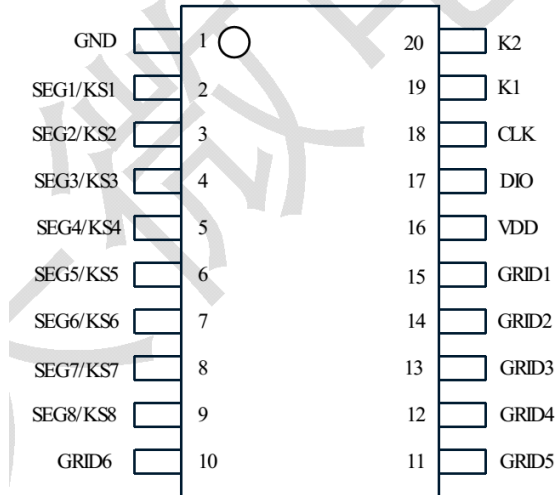 GND 1 20 K2
SEG1/KS1 2 19 K1
SEG2/KS2 3 18 CLK
SEG3/KS3 4 17 DIO
SEG4/KS4 5 16 VDD
SEG5/KS5 6 15 GRID1
SEG6/KS6 7 14 GRID2
SEG7/KS7 8 13 GRID3
SEG8/KS8 9 12 GRID4
GRID6 10 11 GRID5
微